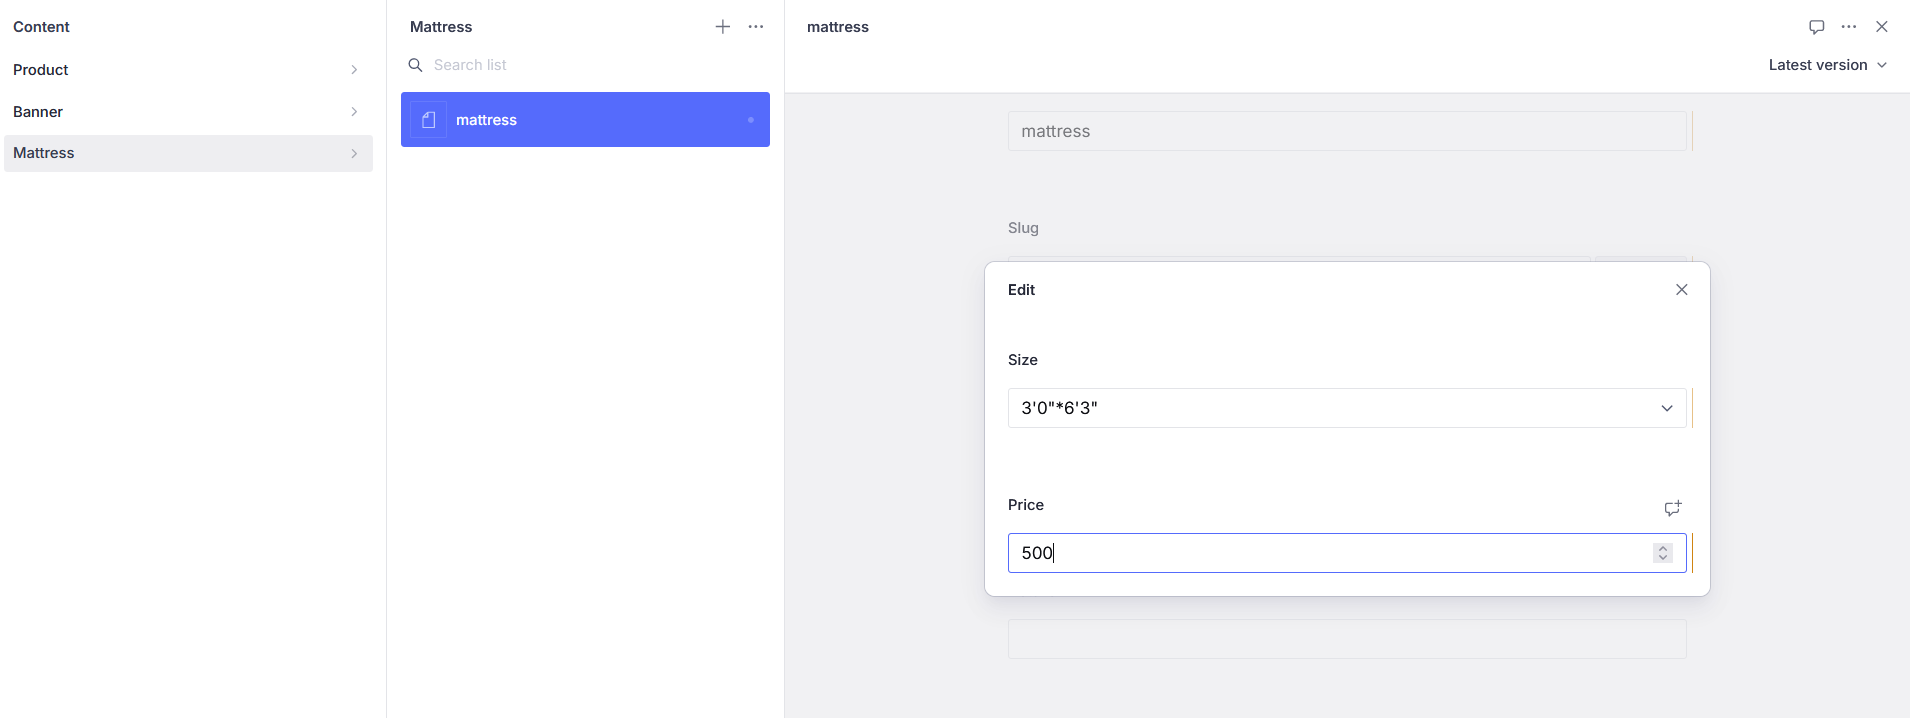 Content
Product
Banner
Mattress
Mattress
Search list
mattress
mattress
Latest version
mattress
Slug
Edit
Size
3'0"*6'3"
Price
500